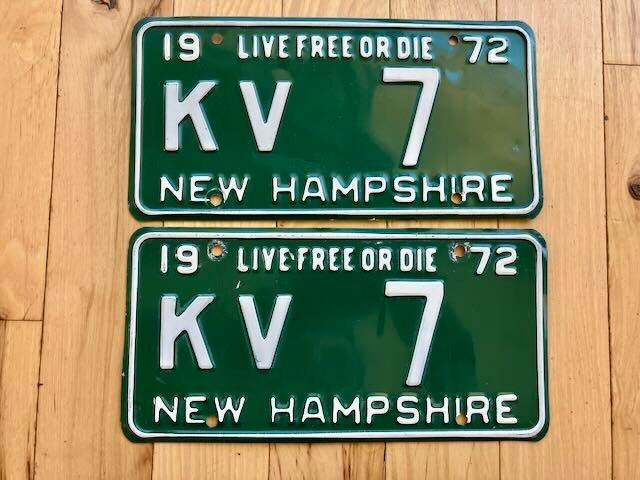 19 LIVE FREE OR DIE 72
KV 7
NEW HAMPSHIRE
19 LIVE FREE OR DIE 72
KV 7
NEW HAMPSHIRE